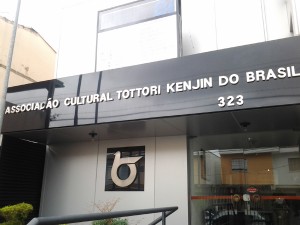 ASSOCIAÇÃO CULTURAL TOTTORI KENJIN DO BRASIL
323